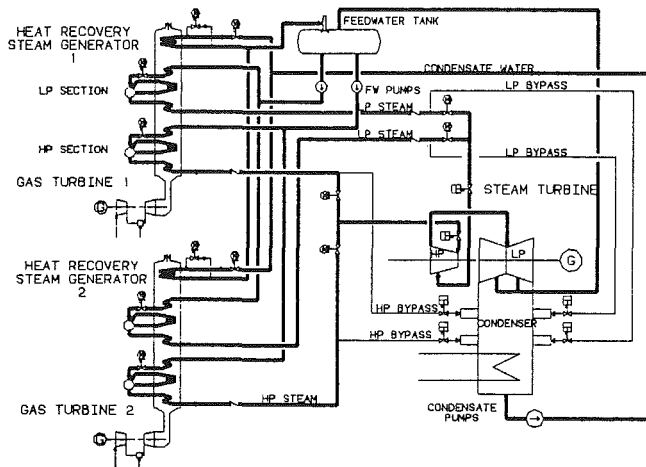 HEAT RECOVERY
STEAM GENERATOR
1
LP SECTION
HP SECTION
GAS TURBINE 1
G
HEAT RECOVERY
STEAM GENERATOR
2
GAS TURBINE 2
G
FEEDWATER TANK
FW PUMPS
CONDENSATE WATER
LP BYPASS
LP STEAM
LP STEAM
LP BYPASS
STEAM TURBINE
HP
LP
G
HP BYPASS
HP BYPASS
CONDENSER
HP STEAM
CONDENSATE
PUMPS